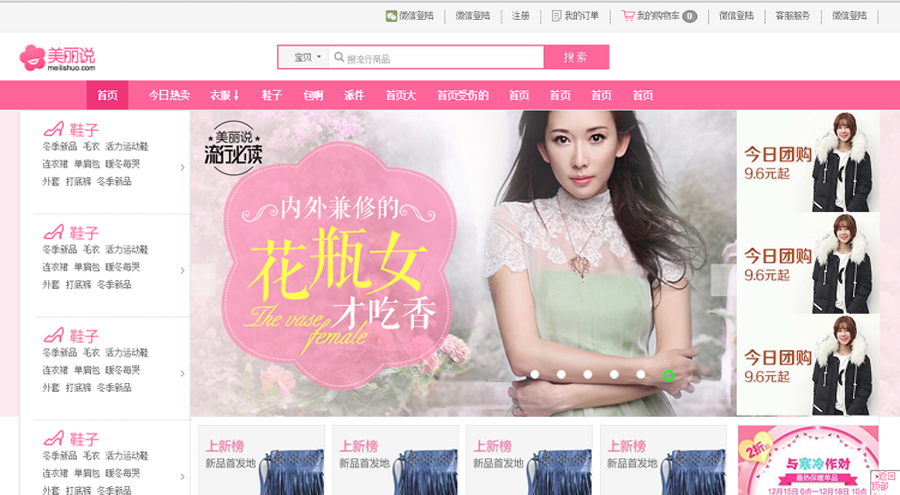 微信登陆 微信登陆 注册 我的订单 我的购物车 0 微信登陆 客服服务 微信登陆
美丽说
meilishuo.com
宝贝 搜流行商品 搜索
首页 今日热卖 衣服 鞋子 包啊 派件 首页大 首页受伤的 首页 首页 首页 首页
鞋子
冬季新品 毛衣 活力运动鞋
连衣裙 单肩包 暖冬每哭
外套 打底裤 冬季新品
鞋子
冬季新品 毛衣 活力运动鞋
连衣裙 单肩包 暖冬每哭
外套 打底裤 冬季新品
鞋子
冬季新品 毛衣 活力运动鞋
连衣裙 单肩包 暖冬每哭
外套 打底裤 冬季新品
鞋子
冬季新品 毛衣 活力运动鞋
连衣裙 单肩包 暖冬每哭
外套 打底裤 冬季新品
美丽说
流行必读
内外兼修的
花瓶女
才吃香
The vase
female
今日团购
9.6元起
今日团购
9.6元起
今日团购
9.6元起
上新榜
新品首发地
上新榜
新品首发地
上新榜
新品首发地
上新榜
新品首发地
2折
与寒冷作对
最热保暖单品
12月15日 0点—12月18日 10点
返回
顶部